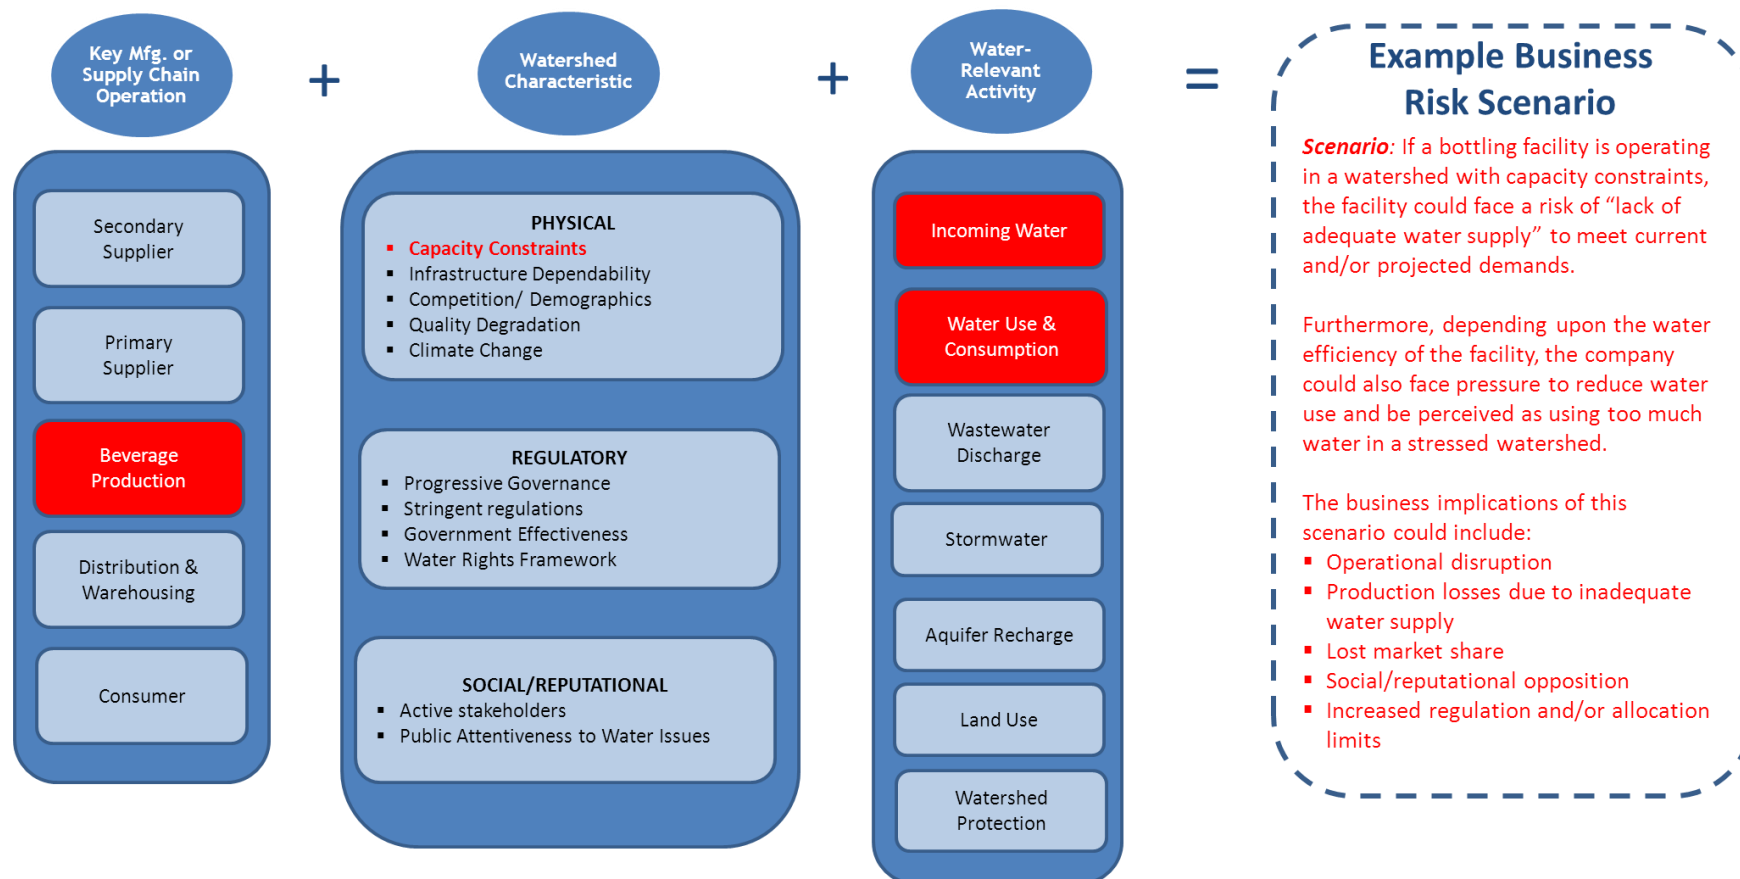 Key Mfg. or
Supply Chain
Operation
+
Watershed
Characteristic
+
Water-
Relevant
Activity
=
Example Business
Risk Scenario
Secondary
Supplier
Primary
Supplier
Beverage
Production
Distribution &
Warehousing
Consumer
PHYSICAL
▪ Capacity Constraints
▪ Infrastructure Dependability
▪ Competition/ Demographics
▪ Quality Degradation
▪ Climate Change
REGULATORY
▪ Progressive Governance
▪ Stringent regulations
▪ Government Effectiveness
▪ Water Rights Framework
SOCIAL/REPUTATIONAL
▪ Active stakeholders
▪ Public Attentiveness to Water Issues
Incoming Water
Water Use &
Consumption
Wastewater
Discharge
Stormwater
Aquifer Recharge
Land Use
Watershed
Protection
Scenario: If a bottling facility is operating
in a watershed with capacity constraints,
the facility could face a risk of “lack of
adequate water supply” to meet current
and/or projected demands.
Furthermore, depending upon the water
efficiency of the facility, the company
could also face pressure to reduce water
use and be perceived as using too much
water in a stressed watershed.
The business implications of this
scenario could include:
▪ Operational disruption
▪ Production losses due to inadequate
water supply
▪ Lost market share
▪ Social/reputational opposition
▪ Increased regulation and/or allocation
limits